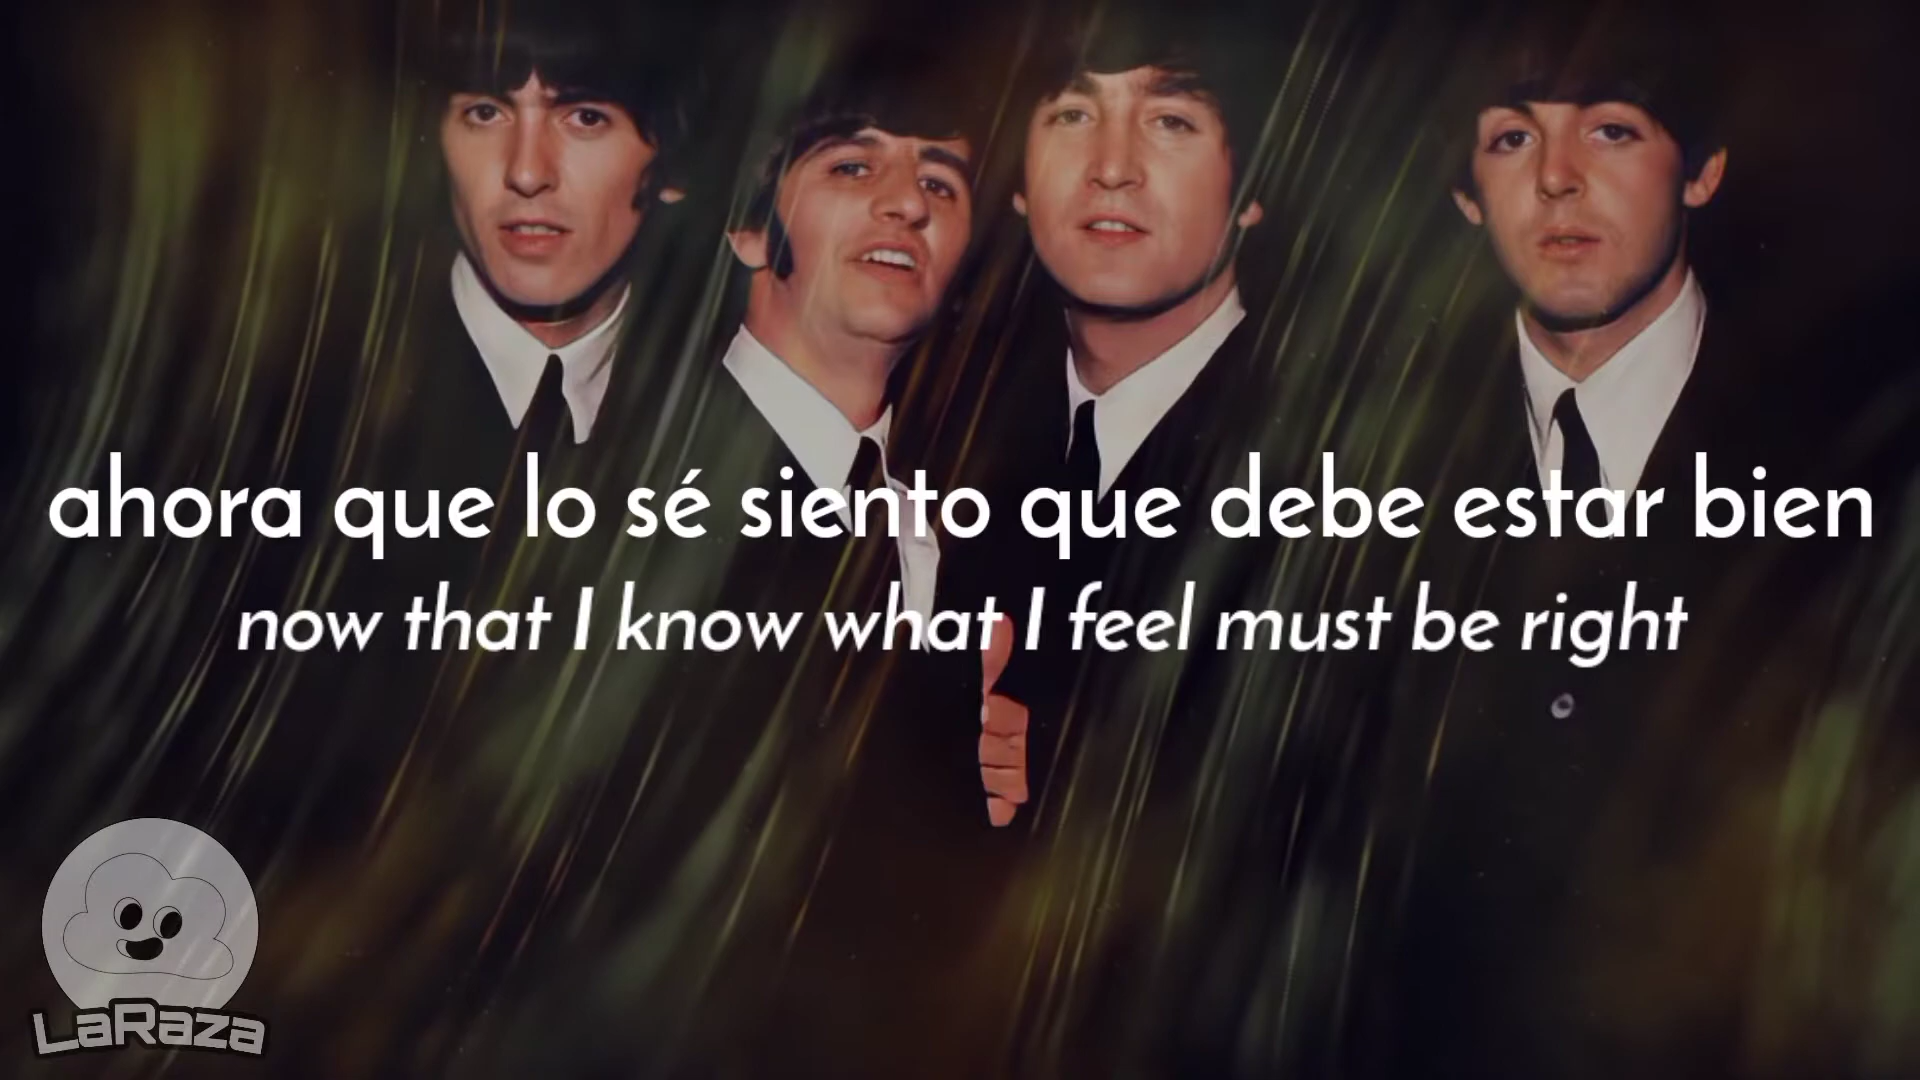 ahora que lo sé siento que debe estar bien
now that I know what I feel must be right
LaRaza